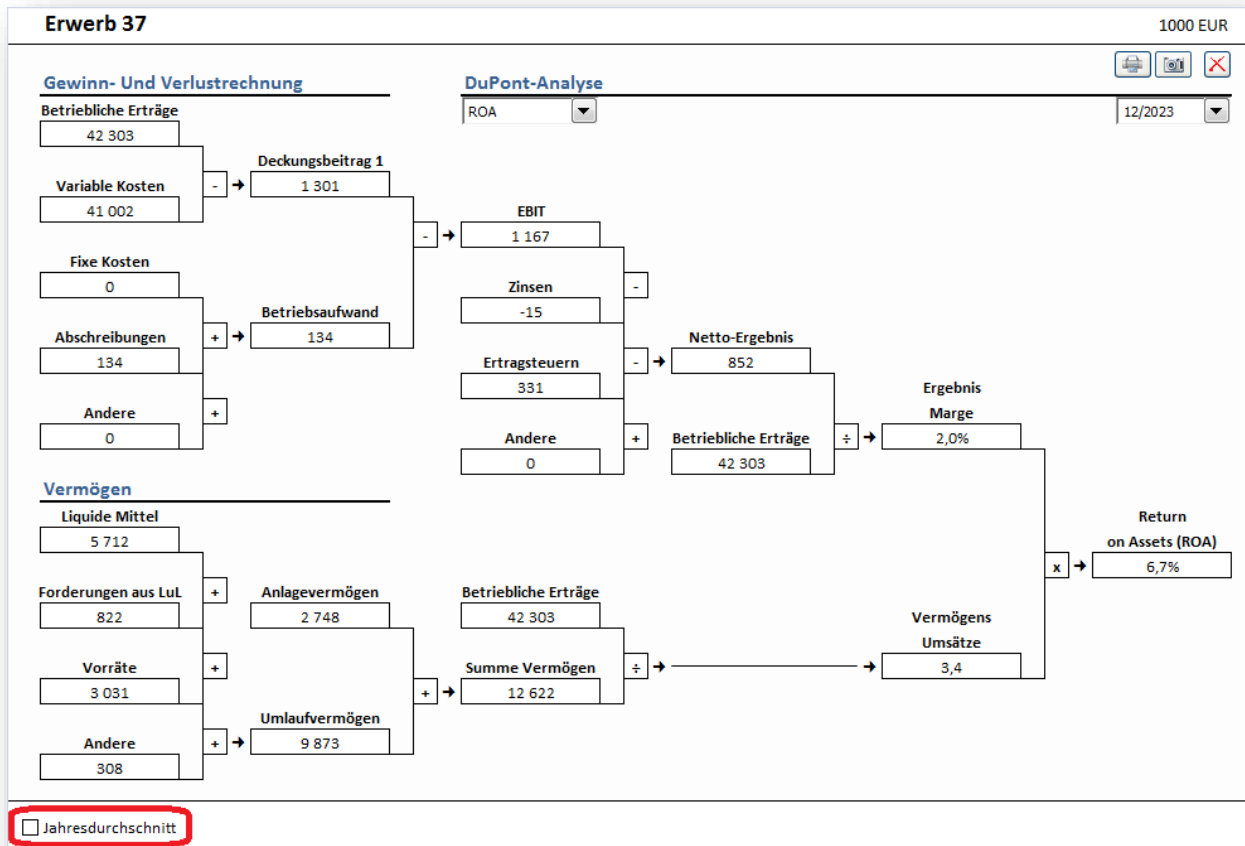 Erwerb 37
1000 EUR
Gewinn- Und Verlustrechnung
DuPont-Analyse
Betriebliche Erträge
ROA
12/2023
42 303
Deckungsbeitrag 1
Variable Kosten
-
1 301
41 002
EBIT
-
1 167
Fixe Kosten
0
Zinsen
-
-15
Betriebsaufwand
Abschreibungen
+
134
Netto-Ergebnis
134
Ertragsteuern
-
852
331
Ergebnis
Andere
+
Marge
0
Andere
+
Betriebliche Erträge
÷
2,0%
0
42 303
Vermögen
Liquide Mittel
Return
5 712
on Assets (ROA)
x
6,7%
Forderungen aus LuL
+
Anlagevermögen
Betriebliche Erträge
822
2 748
42 303
Vermögens
Umsätze
Vorräte
+
Summe Vermögen
÷
3,4
3 031
+
12 622
Umlaufvermögen
Andere
+
9 873
308
Jahresdurchschnitt